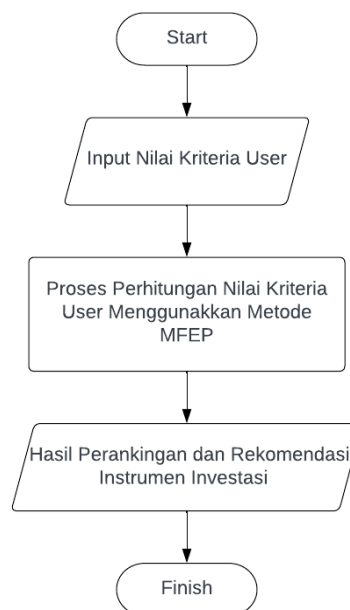 Start
Input Nilai Kriteria User
Proses Perhitungan Nilai Kriteria
User Menggunakkan Metode
MFEP
Hasil Perankingan dan Rekomendasi
Instrumen Investasi
Finish